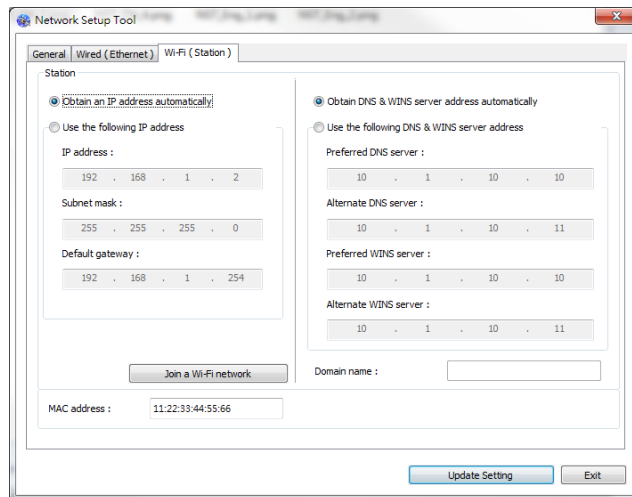 Network Setup Tool
General Wired ( Ethernet ) Wi-Fi ( Station )
Station
Obtain an IP address automatically
Use the following IP address
IP address :
192 . 168 . 1 . 2
Subnet mask :
255 . 255 . 255 . 0
Default gateway :
192 . 168 . 1 . 254
Join a Wi-Fi network
Obtain DNS & WINS server address automatically
Use the following DNS & WINS server address
Preferred DNS server :
10 . 1 . 10 . 10
Alternate DNS server :
10 . 1 . 10 . 11
Preferred WINS server :
10 . 1 . 10 . 10
Alternate WINS server :
10 . 1 . 10 . 11
Domain name :
MAC address : 11:22:33:44:55:66
Update Setting Exit